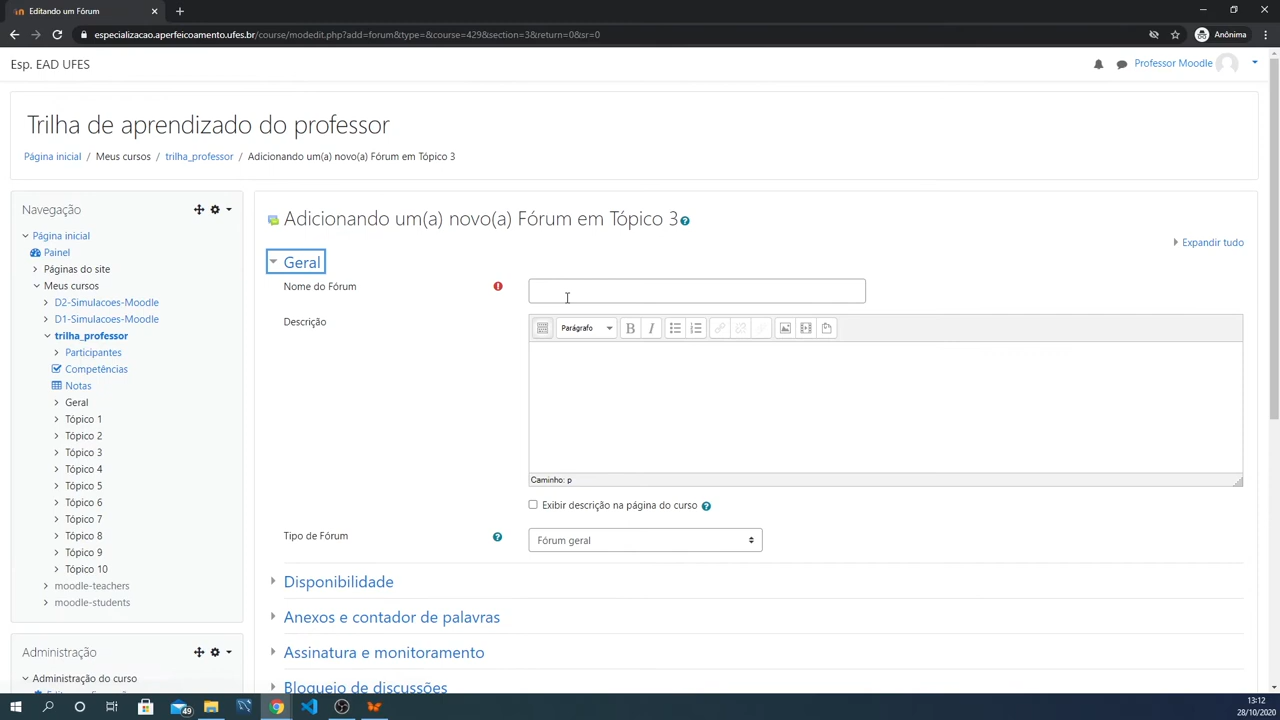 Editando um Fórum
especializacao.aperfeicoamento.ufes.br/course/modedit.php?add=forum&type=&course=429&section=3&return=0&sr=0
Anônima
Esp. EAD UFES
Professor Moodle
Trilha de aprendizado do professor
Página inicial / Meus cursos / trilha_professor / Adicionando um(a) novo(a) Fórum em Tópico 3
Navegação
Página inicial
Painel
Páginas do site
Meus cursos
D2-Simulacoes-Moodle
D1-Simulacoes-Moodle
trilha_professor
Participantes
Competências
Notas
Geral
Tópico 1
Tópico 2
Tópico 3
Tópico 4
Tópico 5
Tópico 6
Tópico 7
Tópico 8
Tópico 9
Tópico 10
moodle-teachers
moodle-students
Administração
Administração do curso
Adicionando um(a) novo(a) Fórum em Tópico 3
Expandir tudo
Geral
Nome do Fórum
Descrição
Parágrafo
Caminho: p
Exibir descrição na página do curso
Tipo de Fórum
Fórum geral
Disponibilidade
Anexos e contador de palavras
Assinatura e monitoramento
Bloqueio de discussões
49
13:12
28/10/2020